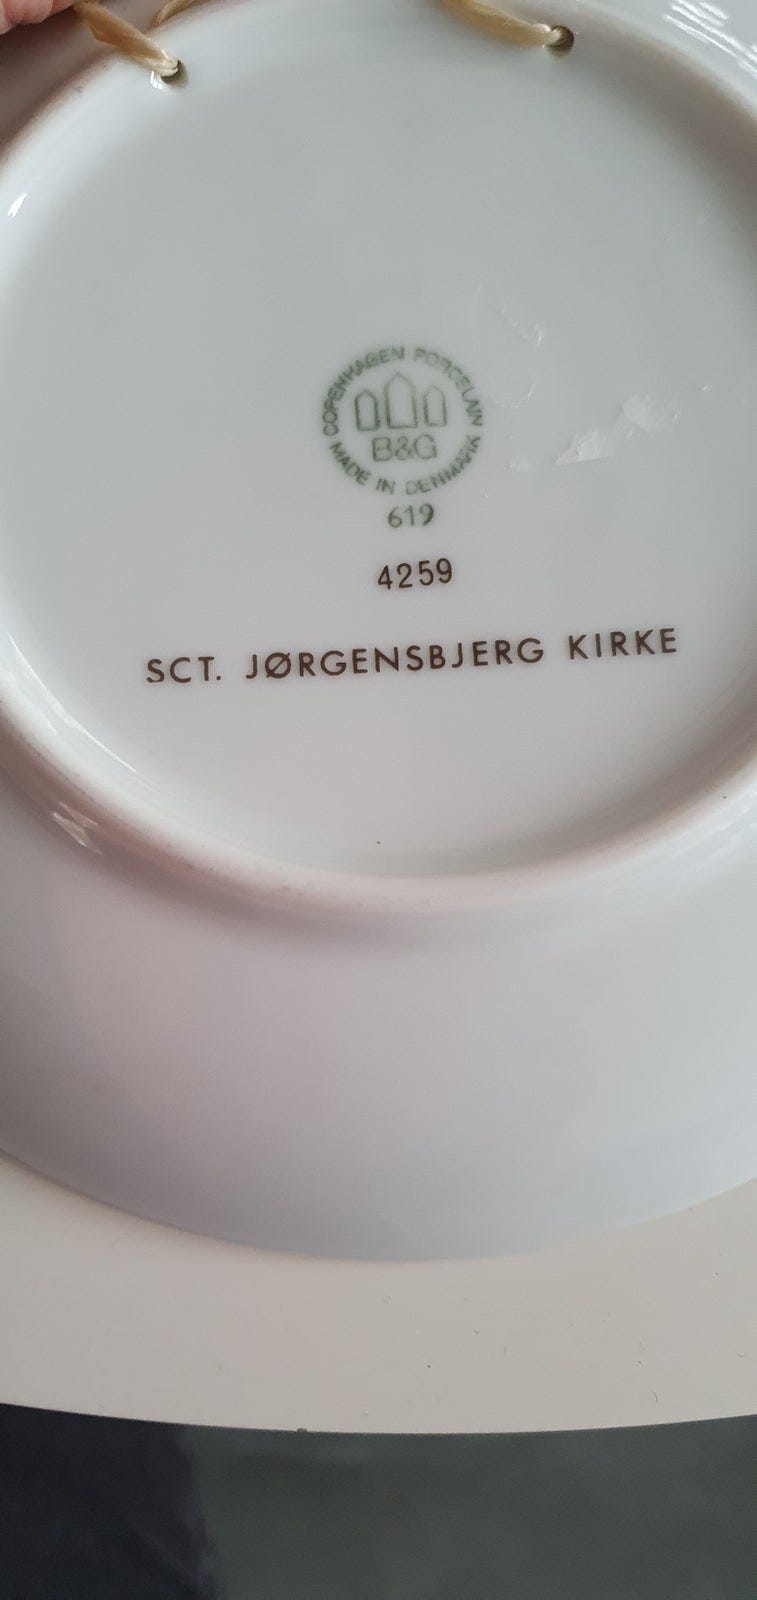 COPENHAGEN PORCELAIN
B&G
MADE IN DENMARK
619
4259
SCT. JØRGENSBJERG KIRKE